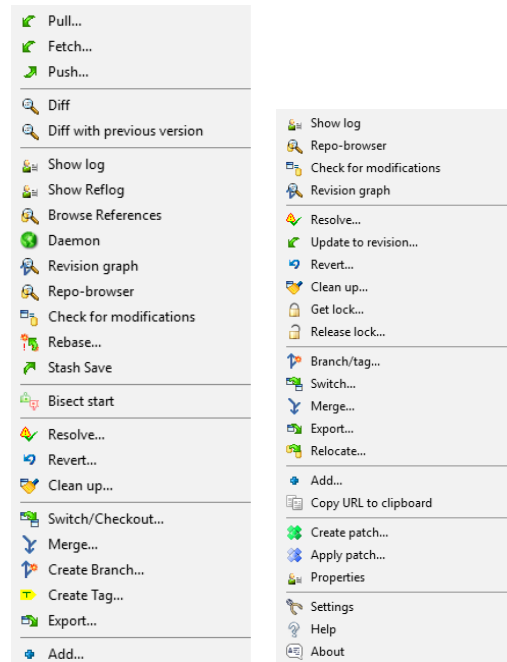 Pull...
Fetch...
Push...
Diff
Diff with previous version
Show log
Show Reflog
Browse References
Daemon
Revision graph
Repo-browser
Check for modifications
Rebase...
Stash Save
Bisect start
Resolve...
Revert...
Clean up...
Switch/Checkout...
Merge...
Create Branch...
Create Tag...
Export...
Add...
Show log
Repo-browser
Check for modifications
Revision graph
Resolve...
Update to revision...
Revert...
Clean up...
Get lock...
Release lock...
Branch/tag...
Switch...
Merge...
Export...
Relocate...
Add...
Copy URL to clipboard
Create patch...
Apply patch...
Properties
Settings
Help
About